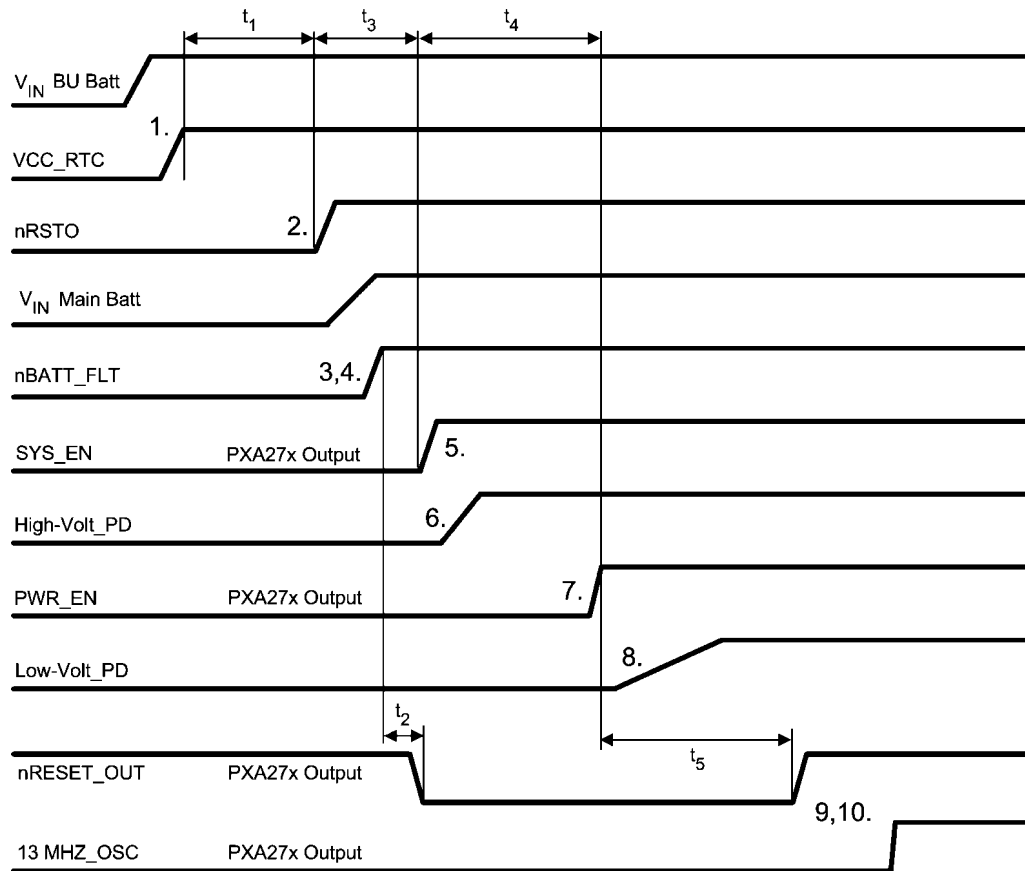 t1 t3 t4
VIN BU Batt
1.
VCC_RTC
nRSTO 2.
VIN Main Batt
nBATT_FLT 3,4.
SYS_EN PXA27x Output 5.
High-Volt_PD 6.
PWR_EN PXA27x Output 7.
Low-Volt_PD 8.
t2
nRESET_OUT PXA27x Output t5
9,10.
13 MHZ_OSC PXA27x Output